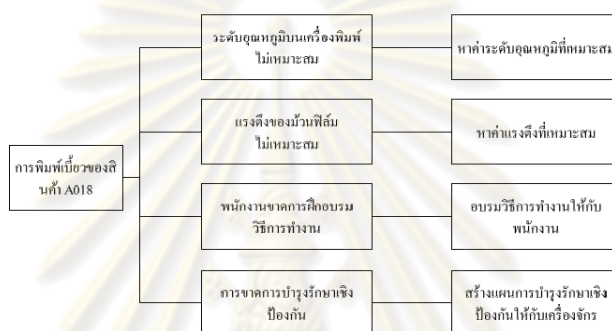 ระดับอุณหภูมิบนเครื่องพิมพ์
ไม่เหมาะสม
หาค่าระดับอุณหภูมิที่เหมาะสม
แรงตึงของม้วนฟิล์ม
ไม่เหมาะสม
หาค่าแรงตึงที่เหมาะสม
การพิมพ์เบี้ยวของสิ
นค้า A018
พนักงานขาดการฝึกอบรม
วิธีการทำงาน
อบรมวิธีการทำงานให้กับ
พนักงาน
การขาดการบำรุงรักษาเชิง
ป้องกัน
สร้างแผนการบำรุงรักษาเชิง
ป้องกันให้กับเครื่องจักร